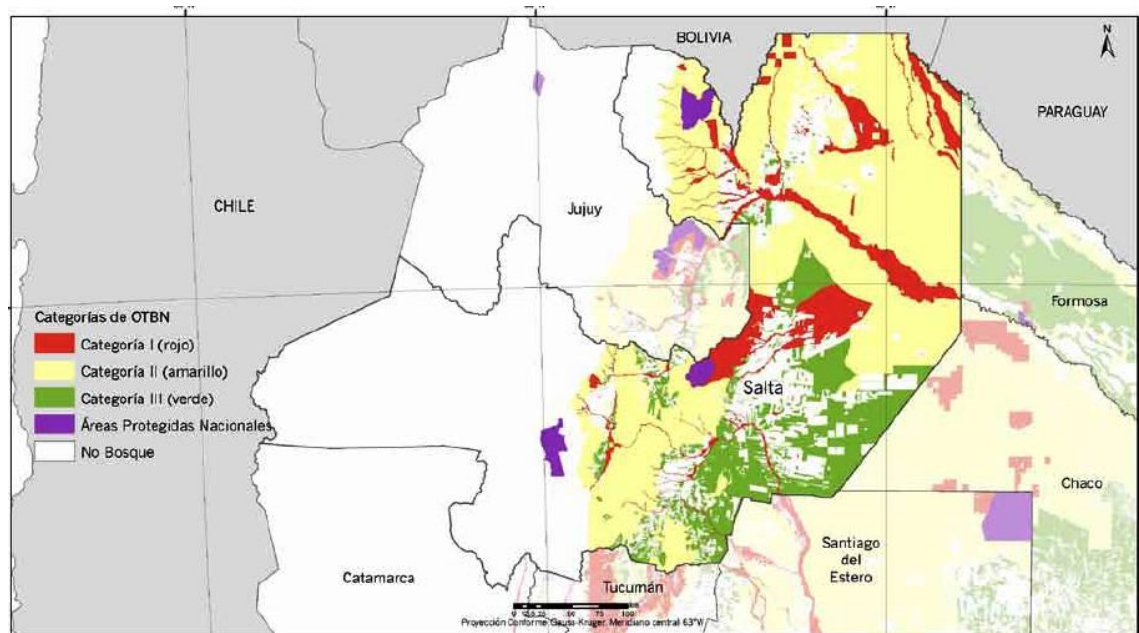 BOLIVIA
N
PARAGUAY
CHILE
Jujuy
Formosa
Categorías de OTBN
Categoría I (rojo)
Categoría II (amarillo)
Categoría III (verde)
Áreas Protegidas Nacionales
No Bosque
Salta
Chaco
Santiago
del
Estero
Catamarca
Tucumán
Proyección Conforme Gauss-Kruger. Meridiano central 63°W